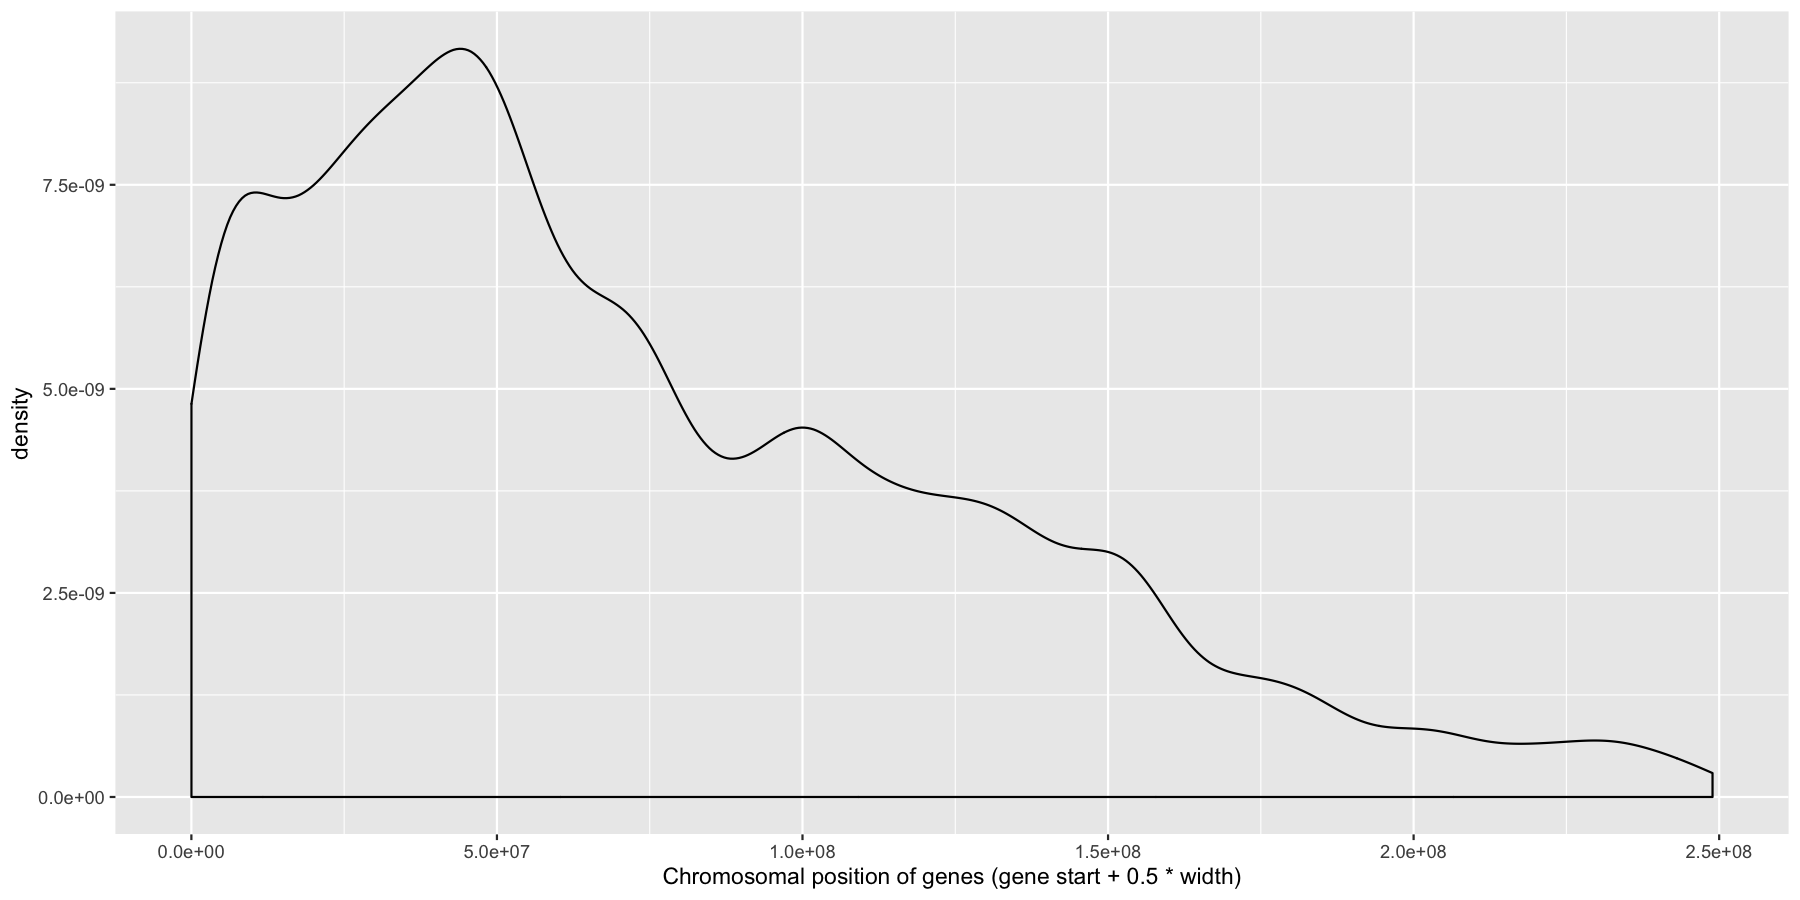 density
7.5e-09
5.0e-09
2.5e-09
0.0e+00
0.0e+00 5.0e+07 1.0e+08 1.5e+08 2.0e+08 2.5e+08
Chromosomal position of genes (gene start + 0.5 * width)